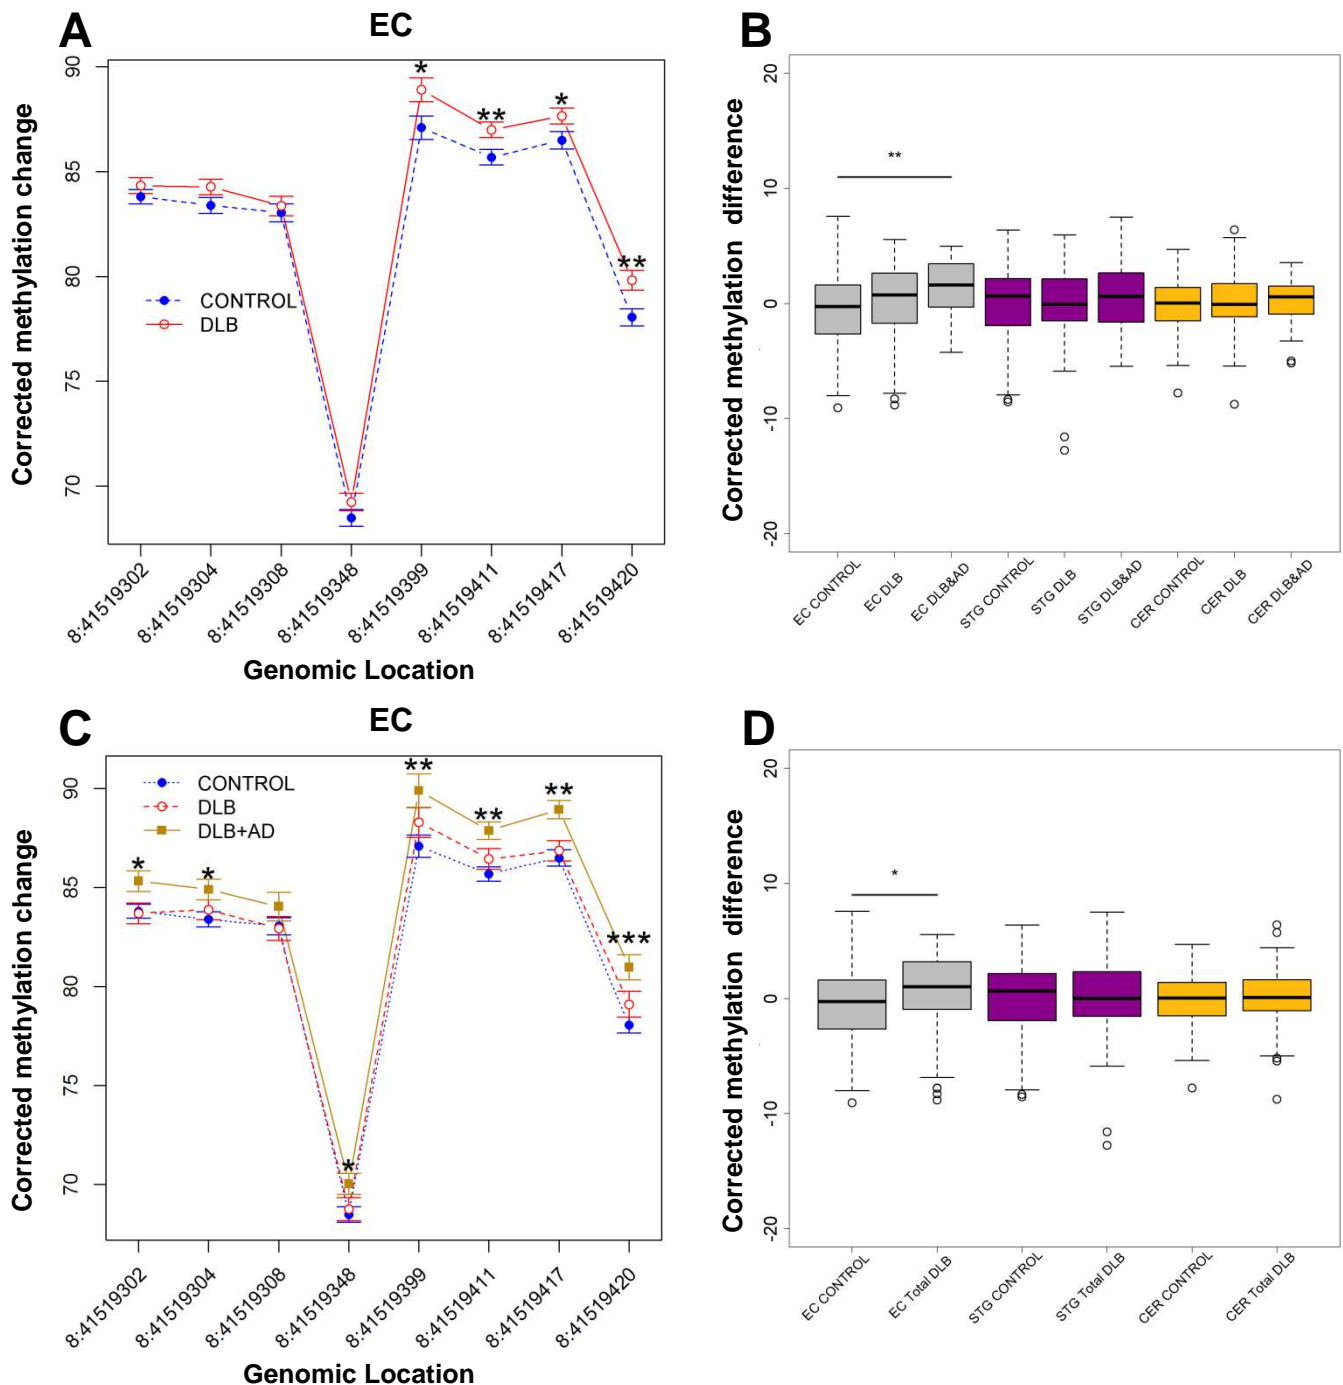 A
EC
Corrected methylation change
90
85
80
75
70
*
**
*
**
CONTROL
DLB
8:41519302
8:41519304
8:41519308
8:41519348
8:41519399
8:41519411
8:41519417
8:41519420
Genomic Location
B
Corrected methylation difference
20
10
0
-10
-20
**
EC CONTROL
EC DLB
EC DLB&AD
STG CONTROL
STG DLB
STG DLB&AD
CER CONTROL
CER DLB
CER DLB&AD
C
EC
Corrected methylation change
90
85
80
75
70
CONTROL
DLB
DLB+AD
*
*
*
**
**
**
***
8:41519302
8:41519304
8:41519308
8:41519348
8:41519399
8:41519411
8:41519417
8:41519420
Genomic Location
D
Corrected methylation difference
20
10
0
-10
-20
*
EC CONTROL
EC Total DLB
STG CONTROL
STG Total DLB
CER CONTROL
CER Total DLB